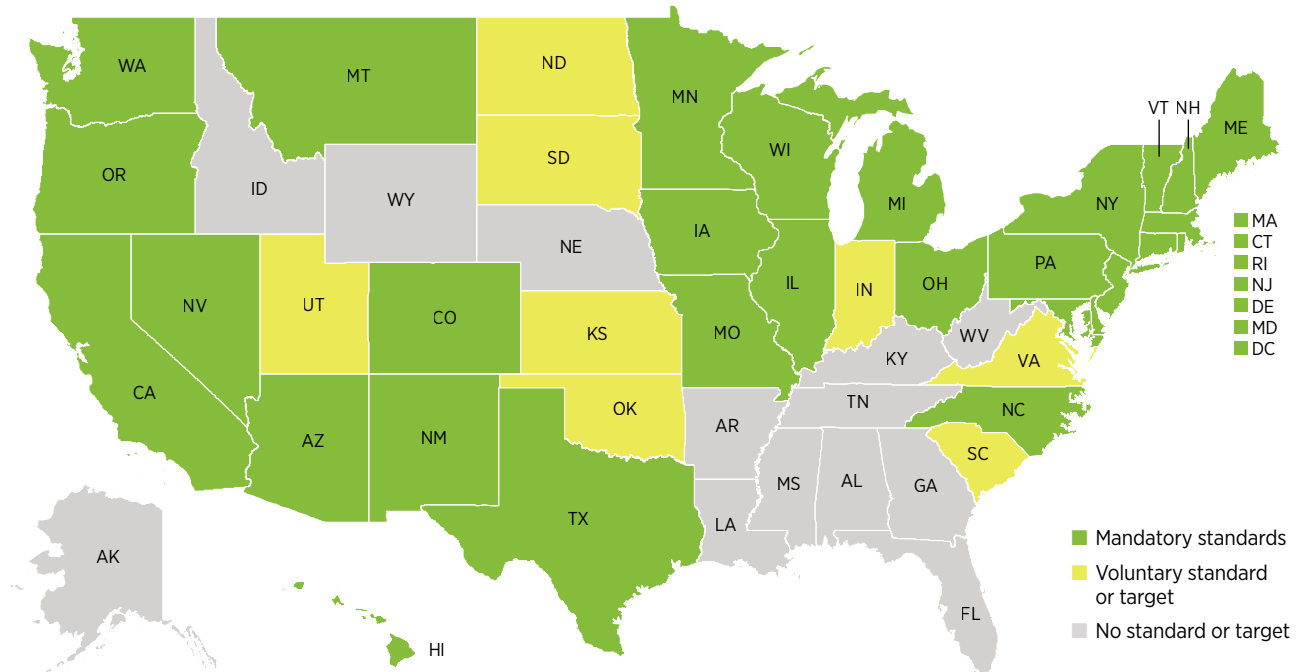 WA
MT
ND
MN
VT NH
ME
OR
ID
SD
WI
WY
MI
NY
MA
CT
RI
NJ
DE
MD
DC
NE
IA
PA
NV
UT
CO
IL
IN
OH
KS
MO
WV
KY
VA
CA
AZ
NM
OK
AR
TN
NC
SC
MS
AL
GA
LA
TX
AK
FL
HI
Mandatory standards
Voluntary standard
or target
No standard or target